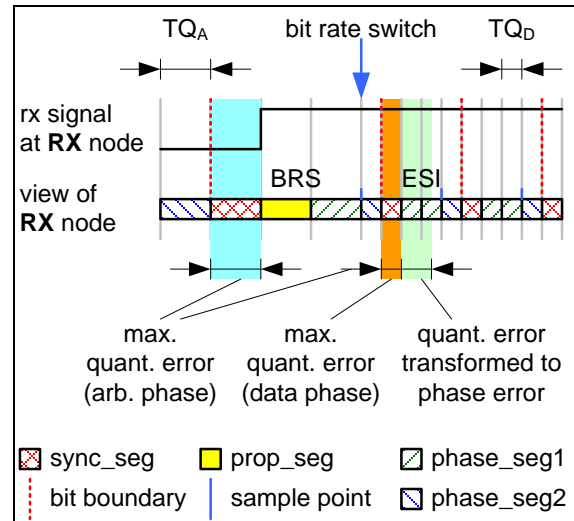 TQA bit rate switch TQD
rx signal
at RX node
BRS ESI
view of
RX node
max.
quant. error
(arb. phase)
max.
quant. error
(data phase)
quant. error
transformed to
phase error
sync_seg prop_seg phase_seg1
bit boundary sample point phase_seg2